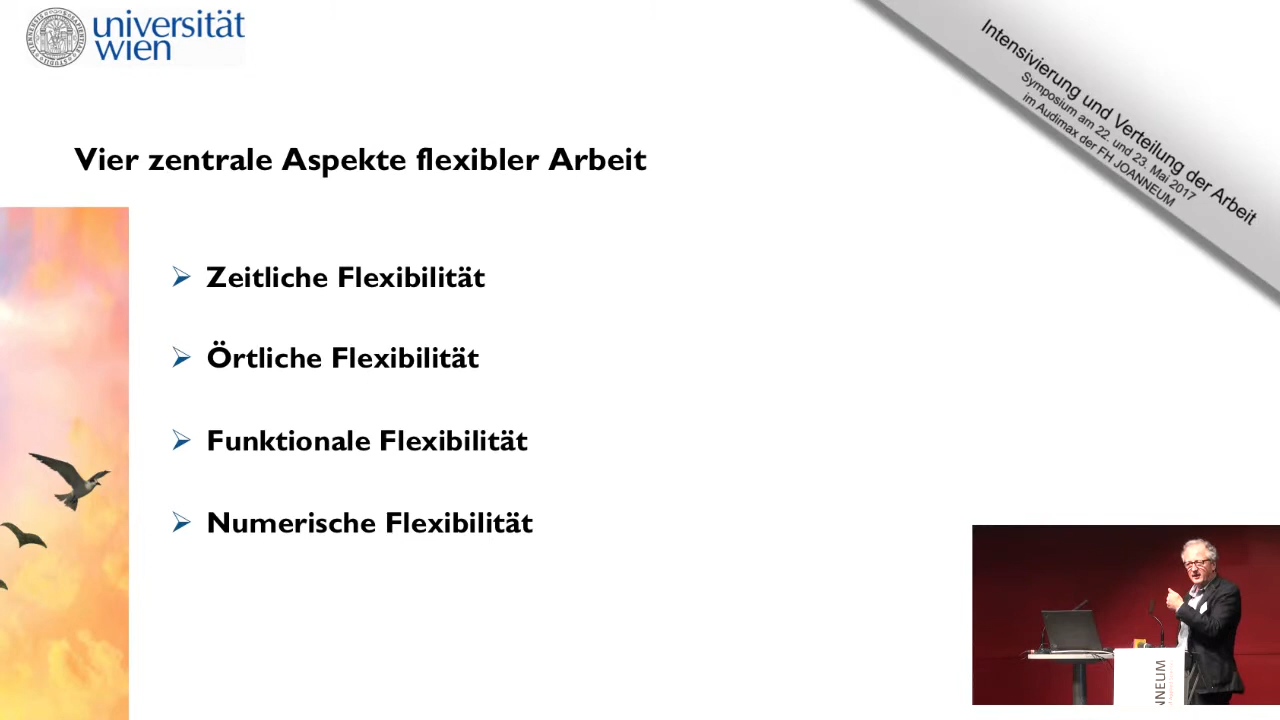 universität
wien
Intensivierung und Verteilung der Arbeit
Symposium am 22. und 23. Mai 2017
im Audimax der FH JOANNEUM
Vier zentrale Aspekte flexibler Arbeit
Zeitliche Flexibilität
Örtliche Flexibilität
Funktionale Flexibilität
Numerische Flexibilität
ANNEUM